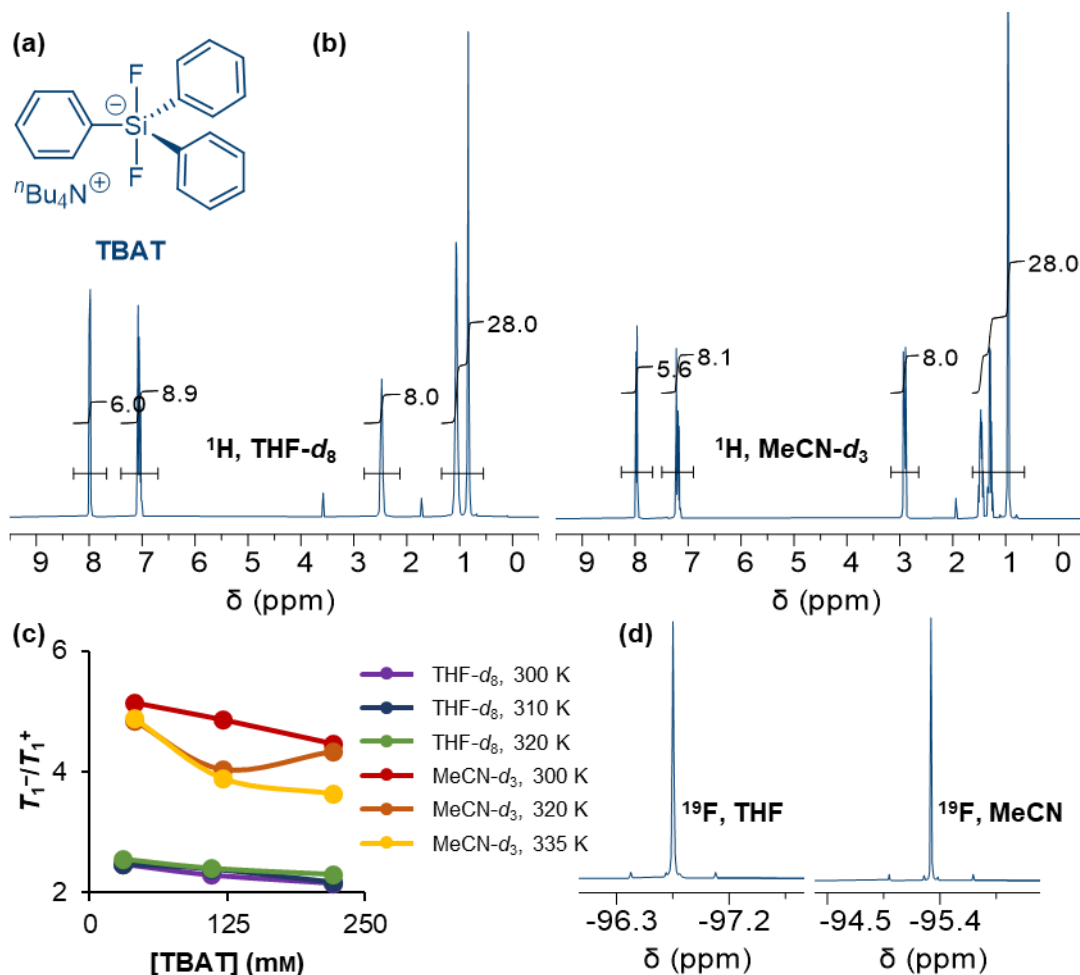 (a)
F
⊖
Si
F
ⁿBu₄N⊕
TBAT
(b)
6.0
8.9
8.0
28.0
¹H, THF-d₈
9 8 7 6 5 4 3 2 1 0
δ (ppm)
5.6
8.1
8.0
28.0
¹H, MeCN-d₃
9 8 7 6 5 4 3 2 1 0
δ (ppm)
(c)
6
4
2
T₁⁻/T₁⁺
0 125 250
[TBAT] (mM)
THF-d₈, 300 K
THF-d₈, 310 K
THF-d₈, 320 K
MeCN-d₃, 300 K
MeCN-d₃, 320 K
MeCN-d₃, 335 K
(d)
¹⁹F, THF
-96.3 -97.2
δ (ppm)
¹⁹F, MeCN
-94.5 -95.4
δ (ppm)